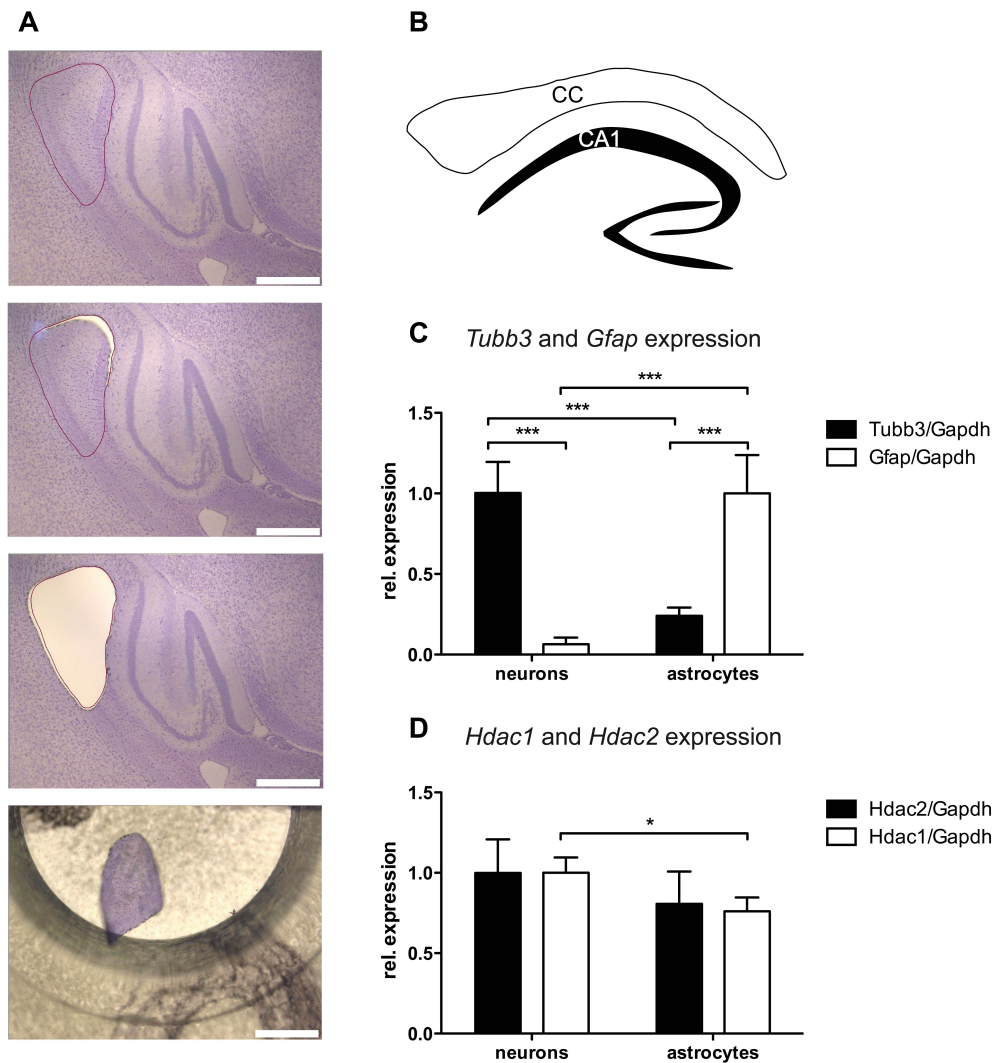 A
B
CC
CA1
C
Tubb3 and Gfap expression
***
***
***
***
1.5
1.0
0.5
0.0
rel. expression
neurons
astrocytes
Tubb3/Gapdh
Gfap/Gapdh
D
Hdac1 and Hdac2 expression
*
1.5
1.0
0.5
0.0
rel. expression
neurons
astrocytes
Hdac2/Gapdh
Hdac1/Gapdh